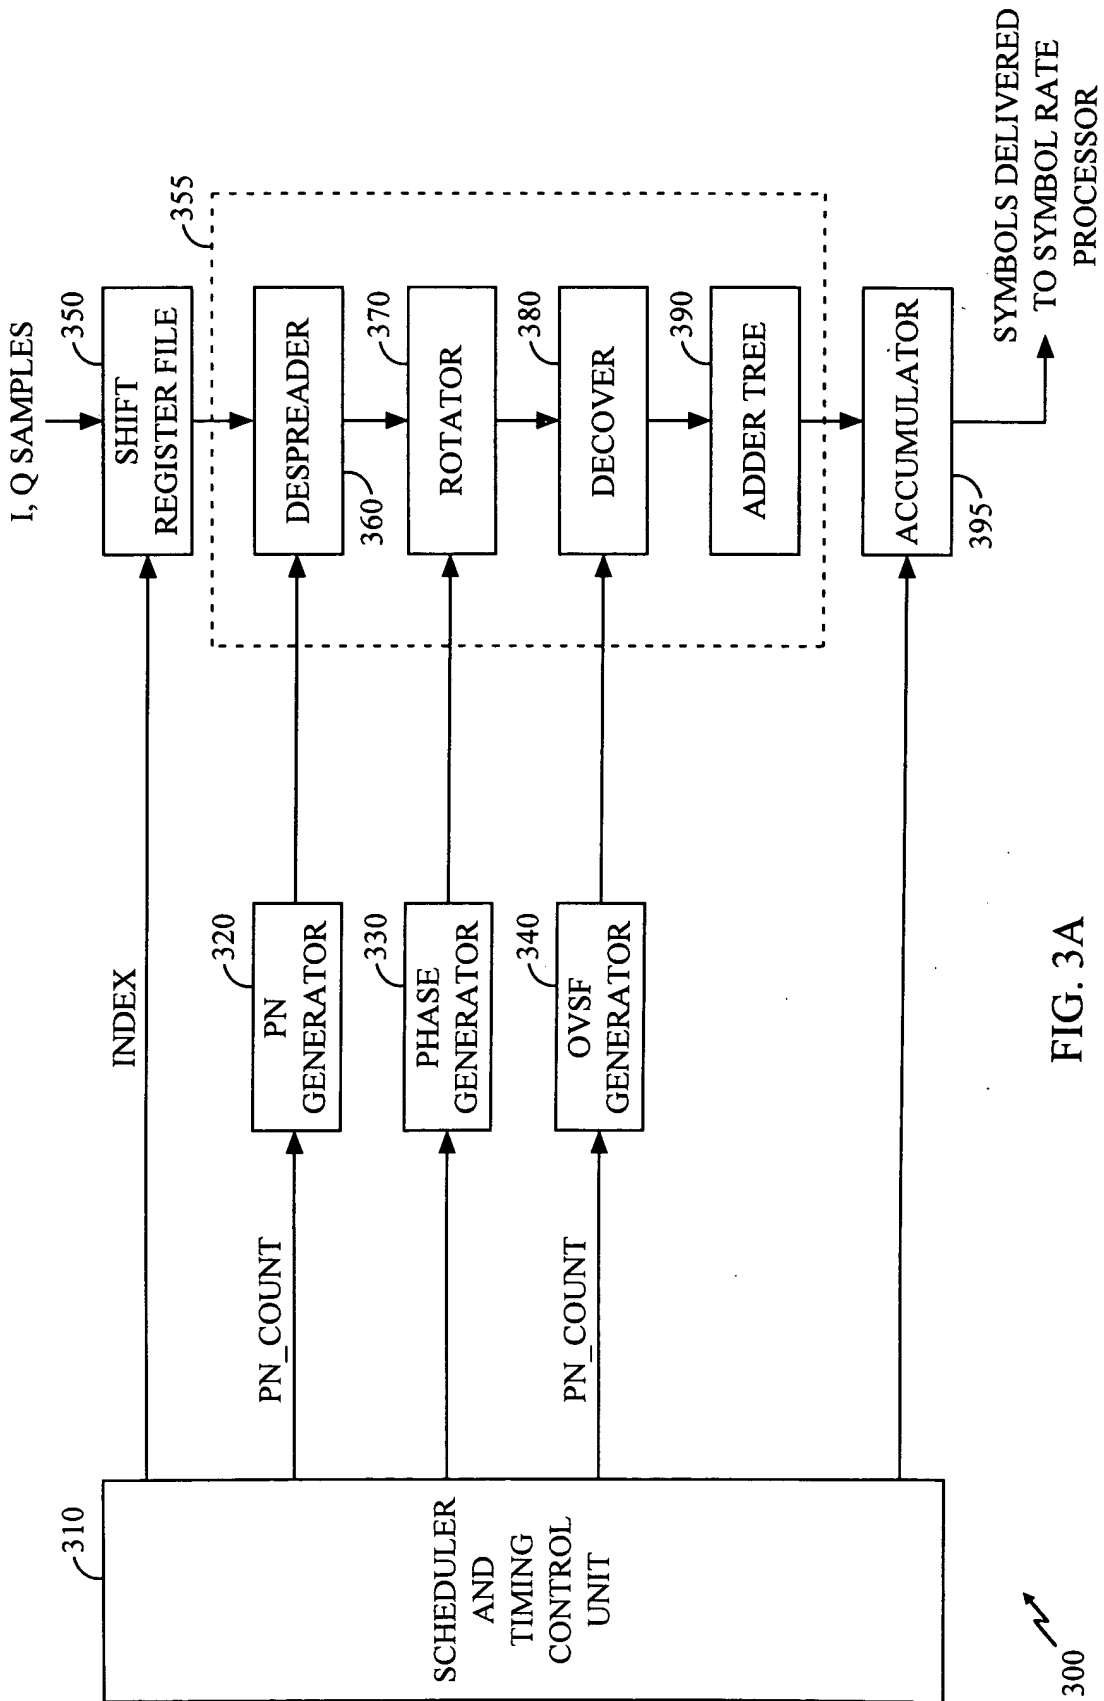 I, Q SAMPLES
350
SHIFT
REGISTER FILE
INDEX
355
310
SCHEDULER
AND
TIMING
CONTROL
UNIT
PN_COUNT
320
PN
GENERATOR
DESPREADER
360
330
PHASE
GENERATOR
370
ROTATOR
PN_COUNT
340
OVSF
GENERATOR
380
DECOVER
390
ADDER TREE
ACCUMULATOR
395
SYMBOLS DELIVERED
TO SYMBOL RATE
PROCESSOR
300
FIG. 3A